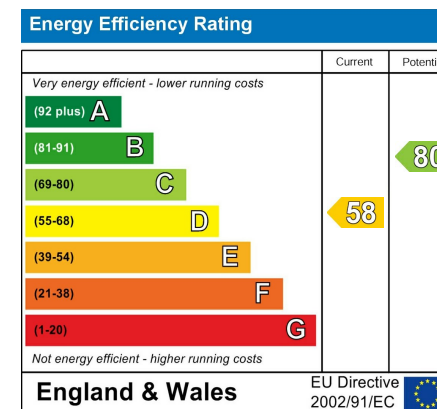 Energy Efficiency Rating
Current Potenti
Very energy efficient - lower running costs
(92 plus) A
(81-91) B
(69-80) C
(55-68) D
(39-54) E
(21-38) F
(1-20) G
58
80
Not energy efficient - higher running costs
England & Wales
EU Directive
2002/91/EC